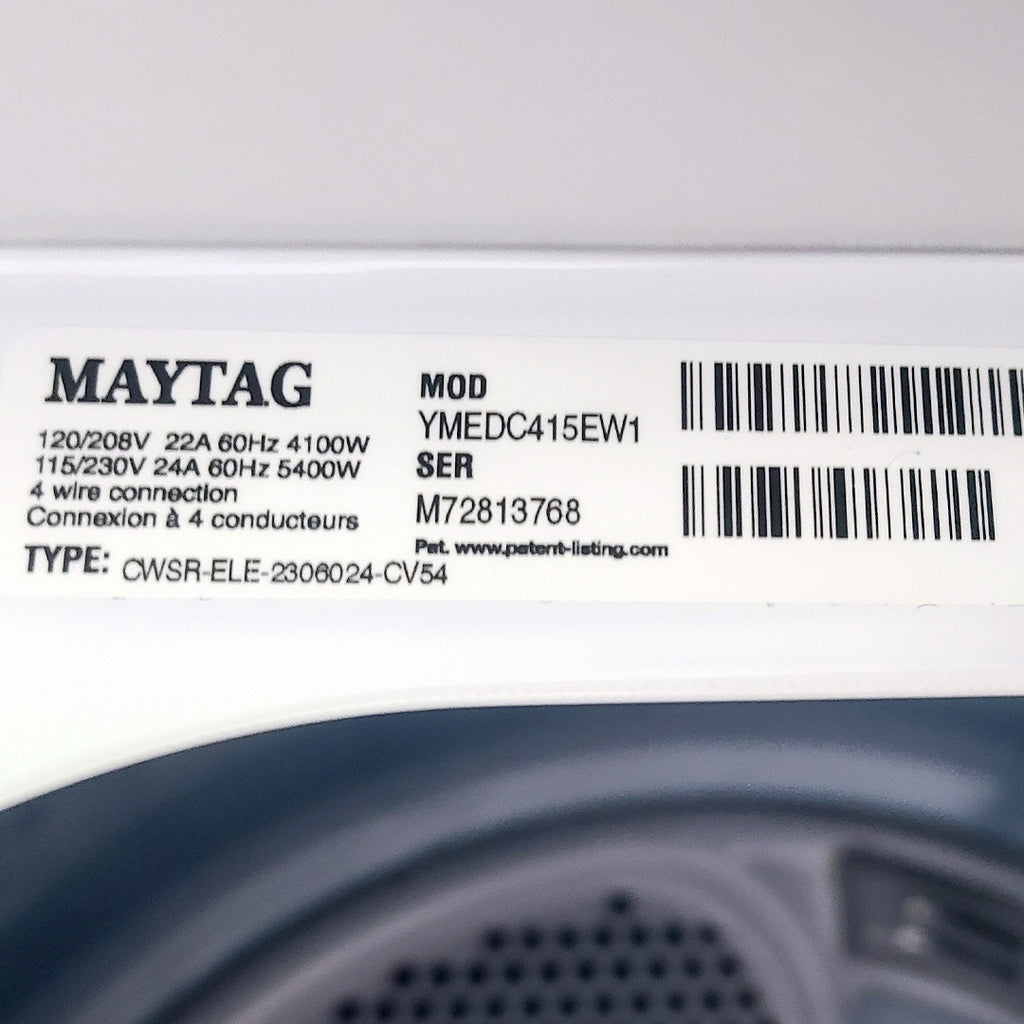 MAYTAG
120/208V 22A 60Hz 4100W
115/230V 24A 60Hz 5400W
4 wire connection
Connexion à 4 conducteurs
TYPE: CWSR-ELE-2306024-CV54
MOD
YMEDC415EW1
SER
M72813768
Pat. www.patent-listing.com